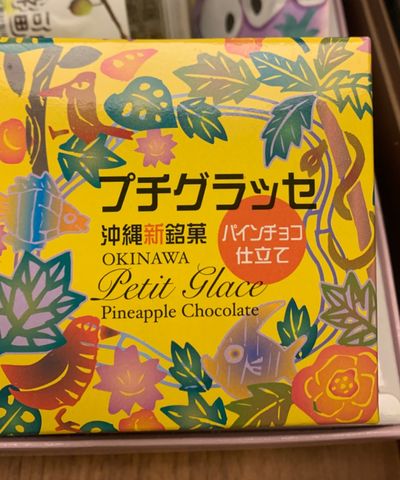 プチグラッセ
沖縄新銘菓
パインチョコ
仕立て
OKINAWA
Petit Glace
Pineapple Chocolate